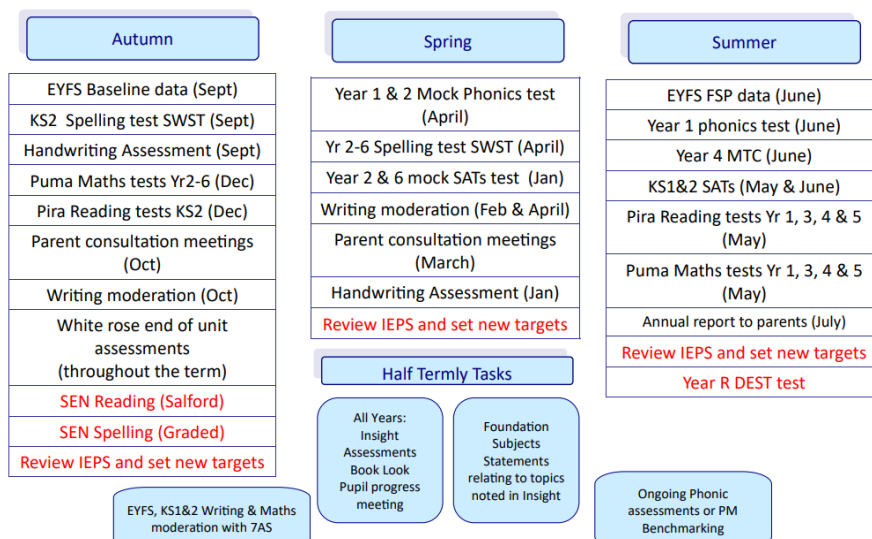 Autumn
EYFS Baseline data (Sept)
KS2 Spelling test SWST (Sept)
Handwriting Assessment (Sept)
Puma Maths tests Yr2-6 (Dec)
Pira Reading tests KS2 (Dec)
Parent consultation meetings
(Oct)
Writing moderation (Oct)
White rose end of unit
assessments
(throughout the term)
SEN Reading (Salford)
SEN Spelling (Graded)
Review IEPS and set new targets
Spring
Year 1 & 2 Mock Phonics test
(April)
Yr 2-6 Spelling test SWST (April)
Year 2 & 6 mock SATs test (Jan)
Writing moderation (Feb & April)
Parent consultation meetings
(March)
Handwriting Assessment (Jan)
Review IEPS and set new targets
Summer
EYFS FSP data (June)
Year 1 phonics test (June)
Year 4 MTC (June)
KS1&2 SATs (May & June)
Pira Reading tests Yr 1, 3, 4 & 5
(May)
Puma Maths tests Yr 1, 3, 4 & 5
(May)
Annual report to parents (July)
Review IEPS and set new targets
Year R DEST test
Half Termly Tasks
All Years:
Insight
Assessments
Book Look
Pupil progress
meeting
Foundation
Subjects
Statements
relating to topics
noted in Insight
EYFS, KS1&2 Writing & Maths
moderation with 7AS
Ongoing Phonic
assessments or PM
Benchmarking